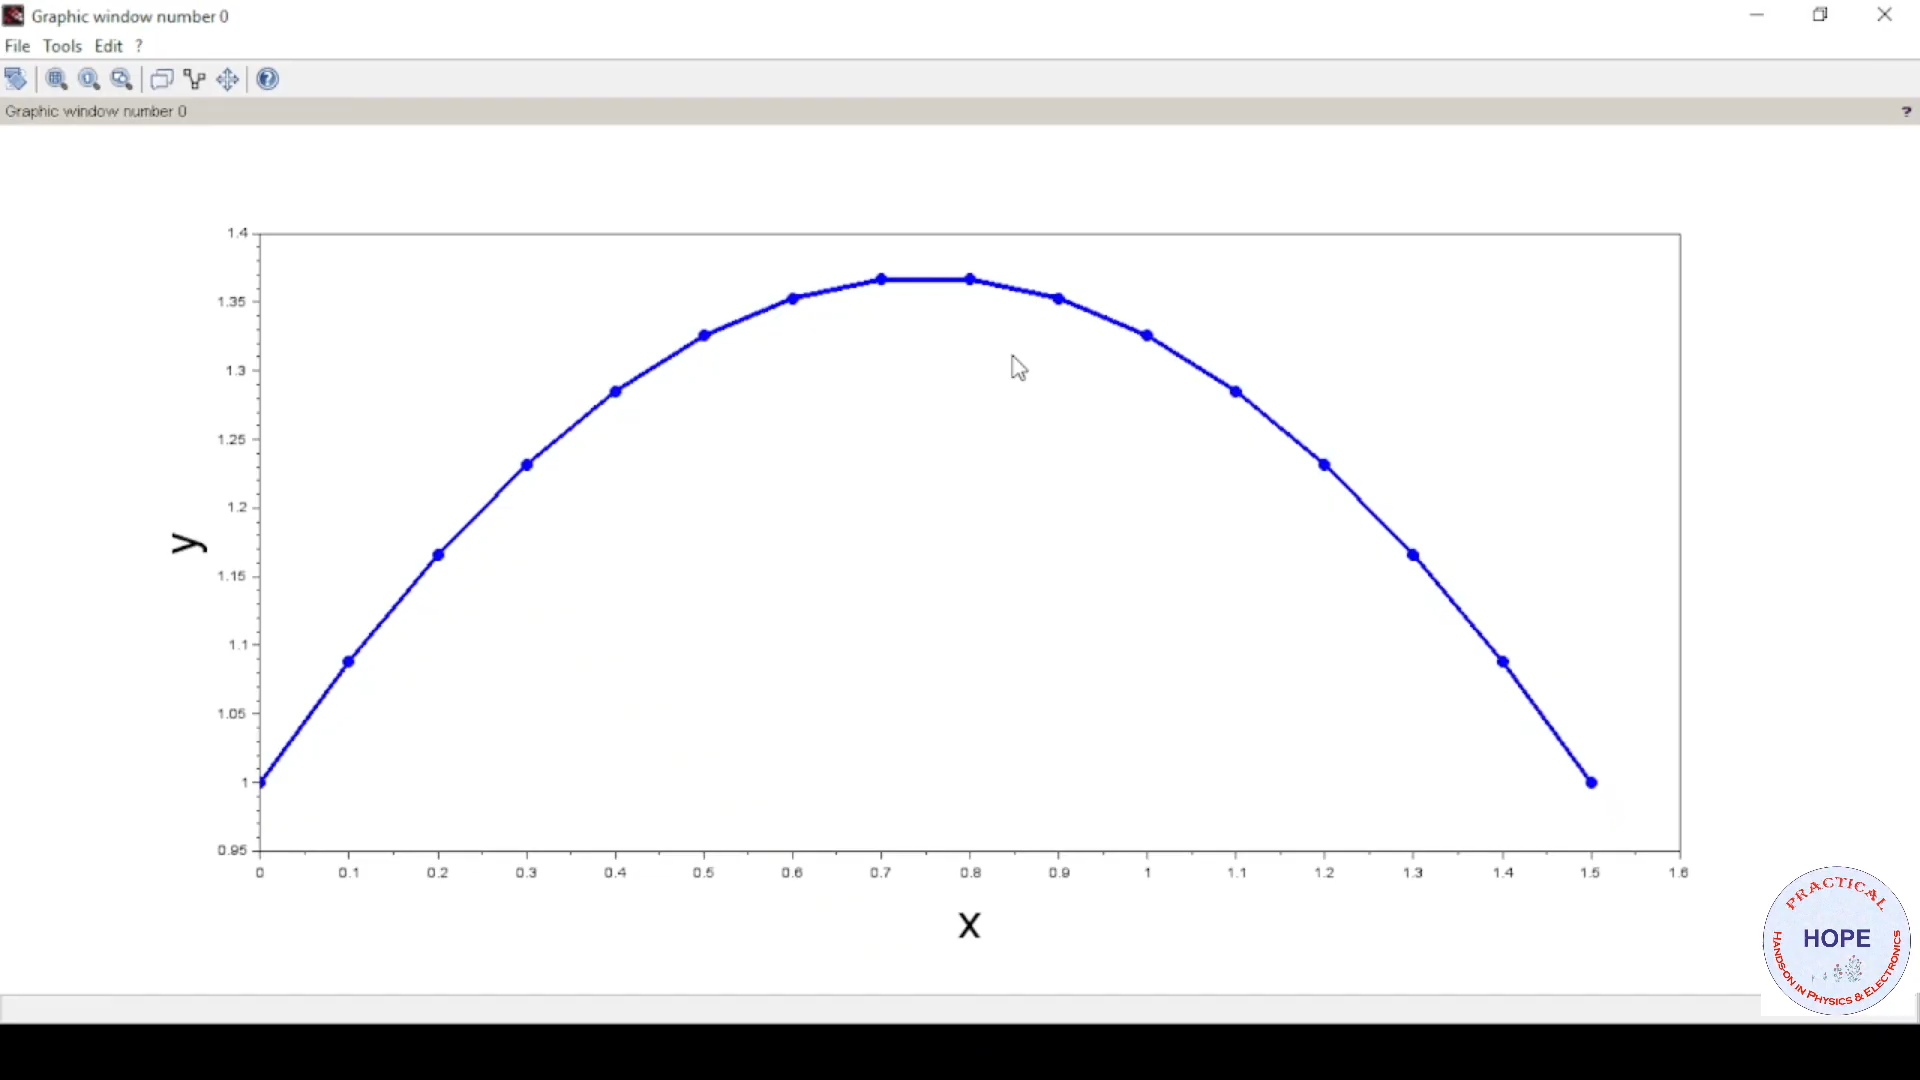 Graphic window number 0
File Tools Edit ?
Graphic window number 0 ?
1.4
1.35
1.3
1.25
1.2
1.15
1.1
1.05
1
0.95
y
0 0.1 0.2 0.3 0.4 0.5 0.6 0.7 0.8 0.9 1 1.1 1.2 1.3 1.4 1.5 1.6
x
PRACTICAL
HOPE
HANDS-ON IN PHYSICS & ELECTRONICS